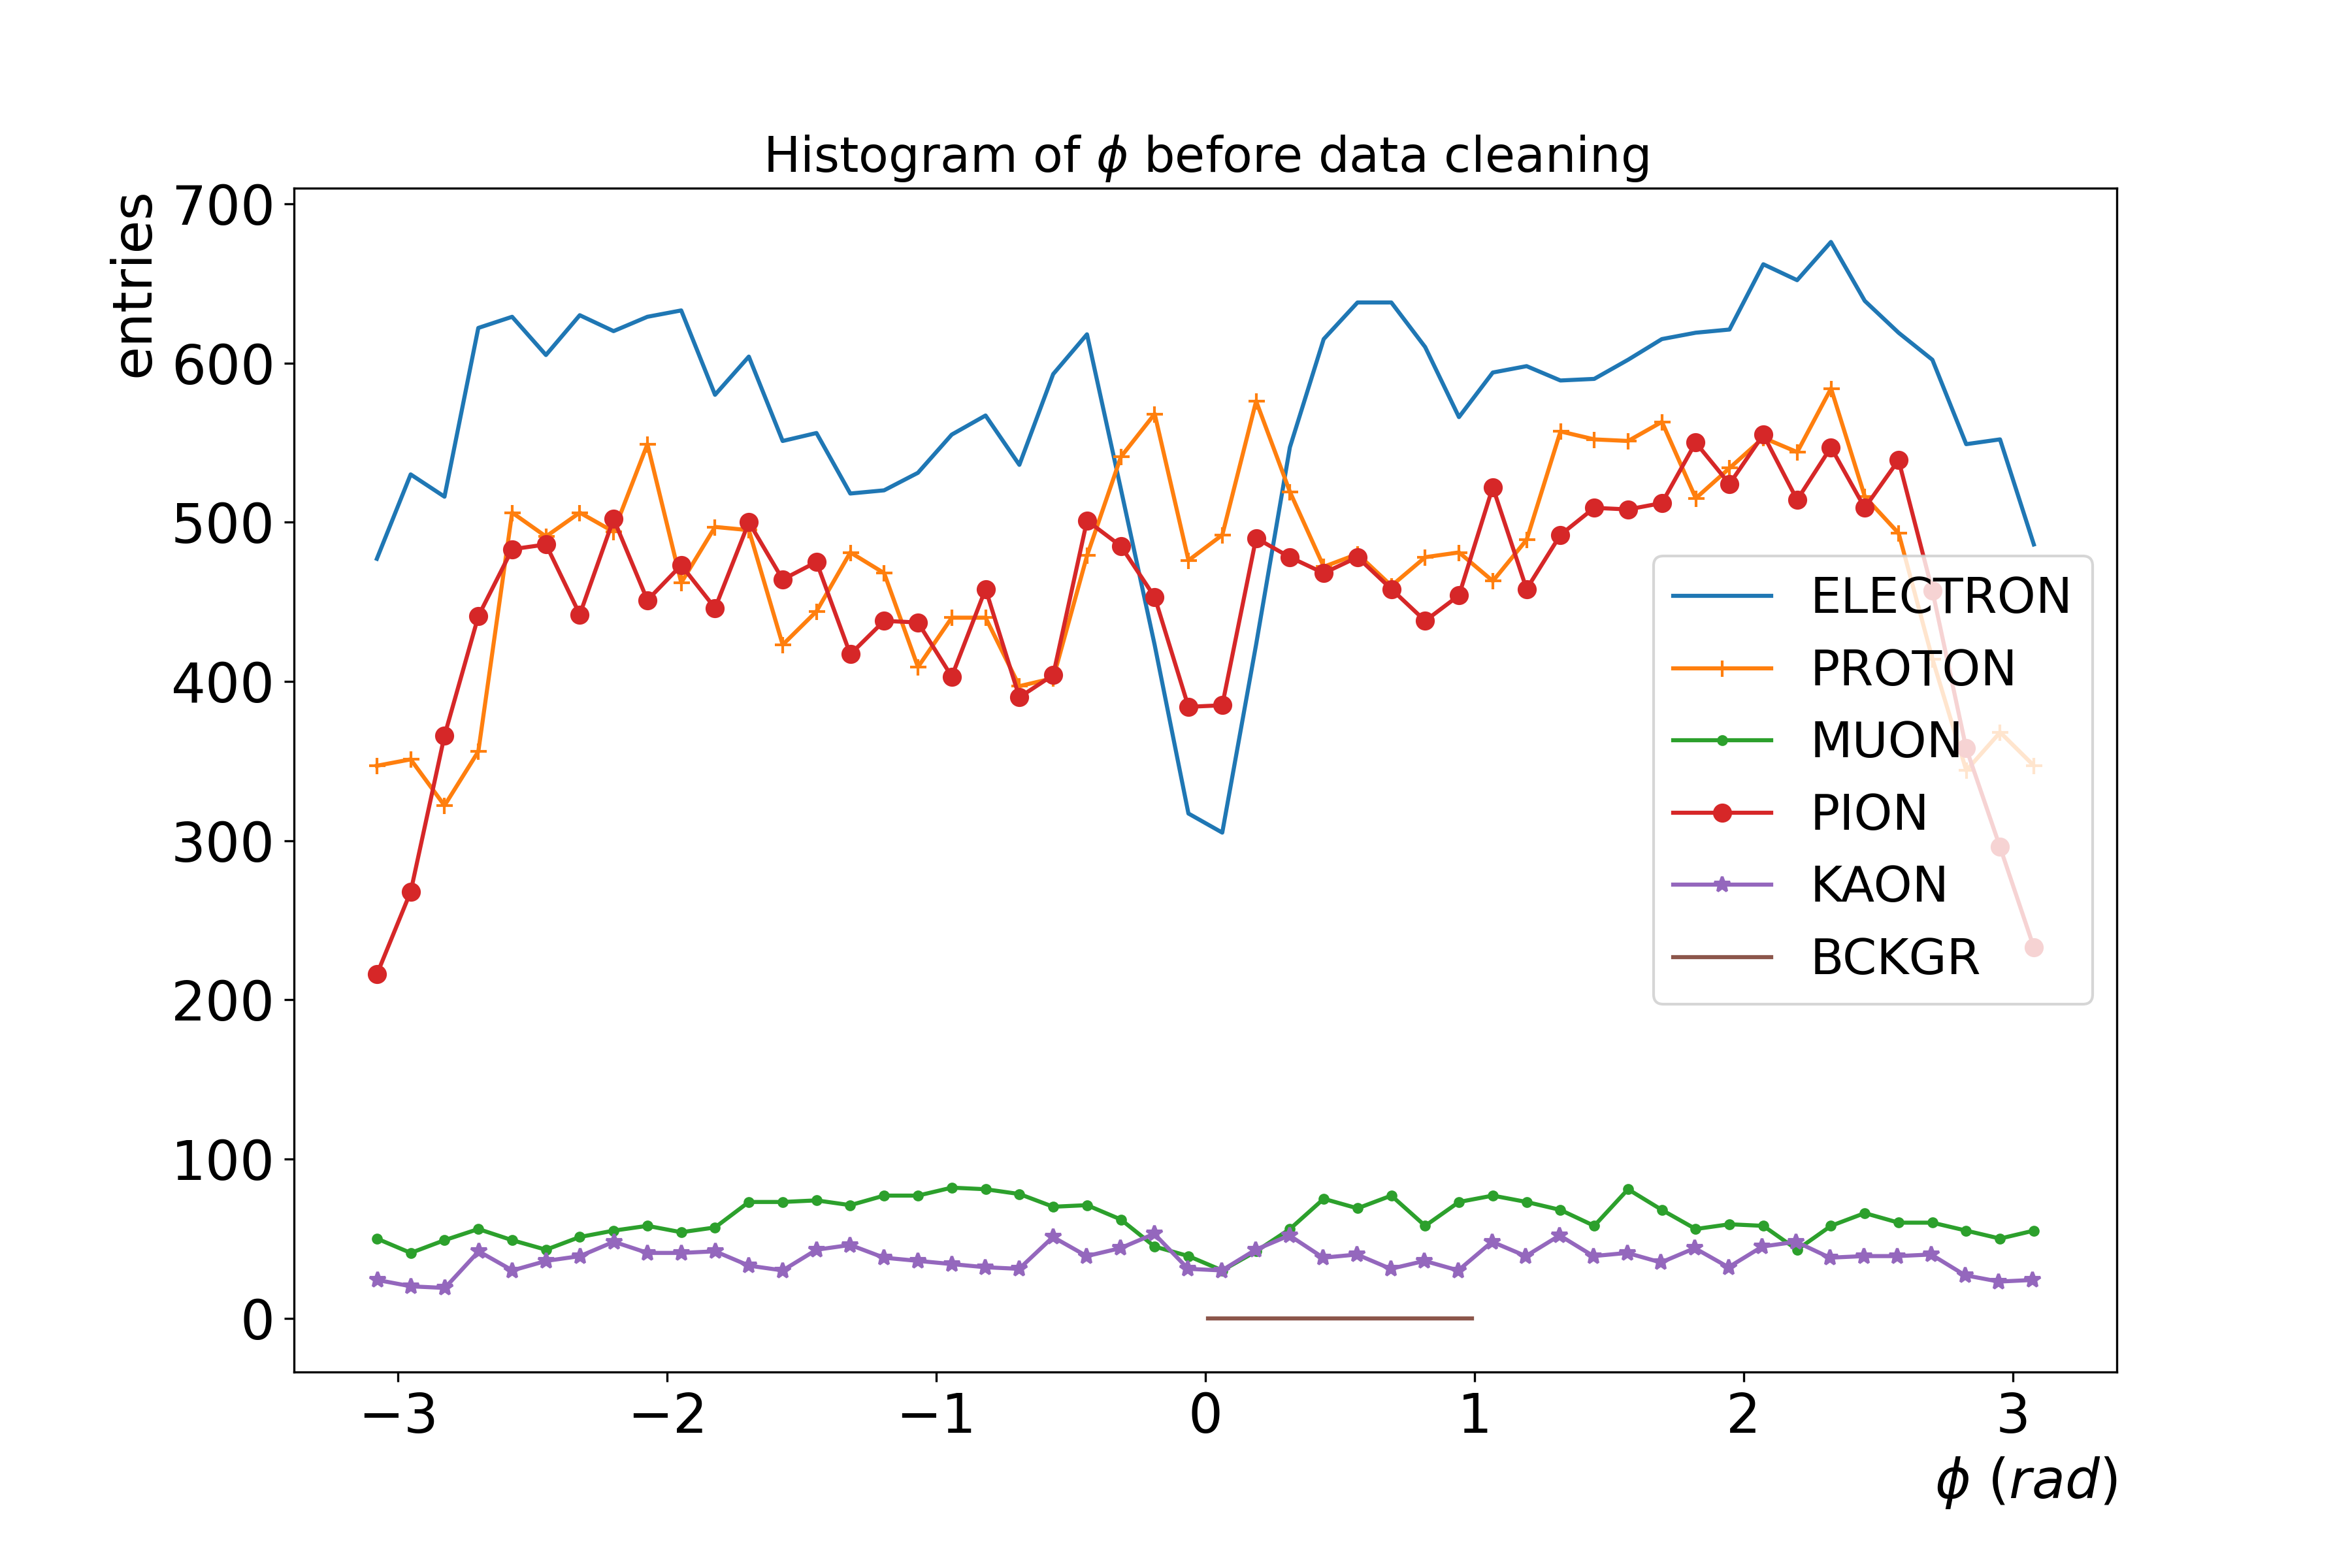 Histogram of ϕ before data cleaning
entries
700
600
500
400
300
200
100
0
ELECTRON
PROTON
MUON
PION
KAON
BCKGR
−3 −2 −1 0 1 2 3
ϕ (rad)